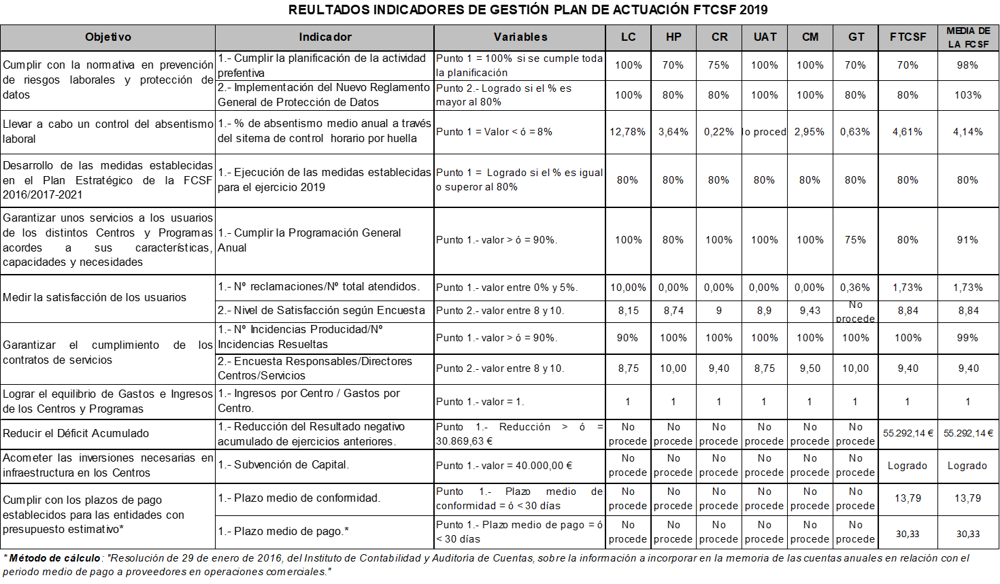 REULTADOS INDICADORES DE GESTIÓN PLAN DE ACTUACIÓN FTCSF 2019
Objetivo Indicador Variables LC HP CR UAT CM GT FTCSF MEDIA DE LA FCSF
Cumplir con la normativa en prevención
de riesgos laborales y protección de
datos
1.- Cumplir la planificación de la actividad
prefentiva
Punto 1 = 100% si se cumple toda
la planificación
100% 70% 75% 100% 100% 70% 70% 98%
2.- Implementación del Nuevo Reglamento
General de Protección de Datos
Punto 2.- Logrado si el % es
mayor al 80%
100% 80% 80% 100% 100% 80% 80% 103%
Llevar a cabo un control del absentismo
laboral
1.- % de absentismo medio anual a través
del sitema de control horario por huella
Punto 1 = Valor < ó = 8%
12,78% 3,64% 0,22% lo proced 2,95% 0,63% 4,61% 4,14%
Desarrollo de las medidas establecidas
en el Plan Estratégico de la FCSF
2016/2017-2021
1.- Ejecución de las medidas establecidas
para el ejercicio 2019
Punto 1 = Logrado si el % es igual
o superor al 80%
80% 80% 80% 80% 80% 80% 80% 80%
Garantizar unos servicios a los usuarios
de los distintos Centros y Programas
acordes a sus características,
capacidades y necesidades
1.- Cumplir la Programación General
Anual
Punto 1.- valor > ó = 90%.
100% 80% 100% 100% 100% 75% 80% 91%
Medir la satisfacción de los usuarios
1.- Nº reclamaciones/Nº total atendidos.
Punto 1.- valor entre 0% y 5%.
10,00% 0,00% 0,00% 0,00% 0,00% 0,36% 1,73% 1,73%
2.- Nivel de Satisfacción según Encuesta
Punto 2.- valor entre 8 y 10.
8,15 8,74 9 8,9 9,43 No procede 8,84 8,84
Garantizar el cumplimiento de los
contratos de servicios
1.- Nº Incidencias Producidad/Nº
Incidencias Resueltas
Punto 1.- valor > ó = 90%.
90% 100% 100% 100% 100% 100% 100% 99%
2.- Encuesta Responsables/Directores
Centros/Servicios
Punto 2.- valor entre 8 y 10.
8,75 10,00 9,40 8,75 9,50 10,00 9,40 9,40
Lograr el equilibrio de Gastos e Ingresos
de los Centros y Programas
1.- Ingresos por Centro / Gastos por
Centro.
Punto 1.- valor = 1.
1 1 1 1 1 1 1 1
Reducir el Déficit Acumulado
1.- Reducción del Resultado negativo
acumulado de ejercicios anteriores.
Punto 1.- Reducción > ó =
30.869,63 €
No No No No No No
procede procede procede procede procede procede 55.292,14 € 55.292,14 €
Acometer las inversiones necesarias en
infraestructura en los Centros
1.- Subvención de Capital.
Punto 1.- valor = 40.000,00 €
No No No No No No
procede procede procede procede procede procede Logrado Logrado
Cumplir con los plazos de pago
establecidos para las entidades con
presupuesto estimativo*
1.- Plazo medio de conformidad.
Punto 1.- Plazo medio de
conformidad = ó < 30 días
No No No No No No
procede procede procede procede procede procede 13,79 13,79
1.- Plazo medio de pago.*
Punto 1.- Plazo medio de pago = ó
< 30 días
No No No No No No
procede procede procede procede procede procede 30,33 30,33
* Método de cálculo: "Resolución de 29 de enero de 2016, del Instituto de Contabilidad y Auditoría de Cuentas, sobre la información a incorporar en la memoria de las cuentas anuales en relación con el
periodo medio de pago a proveedores en operaciones comerciales."